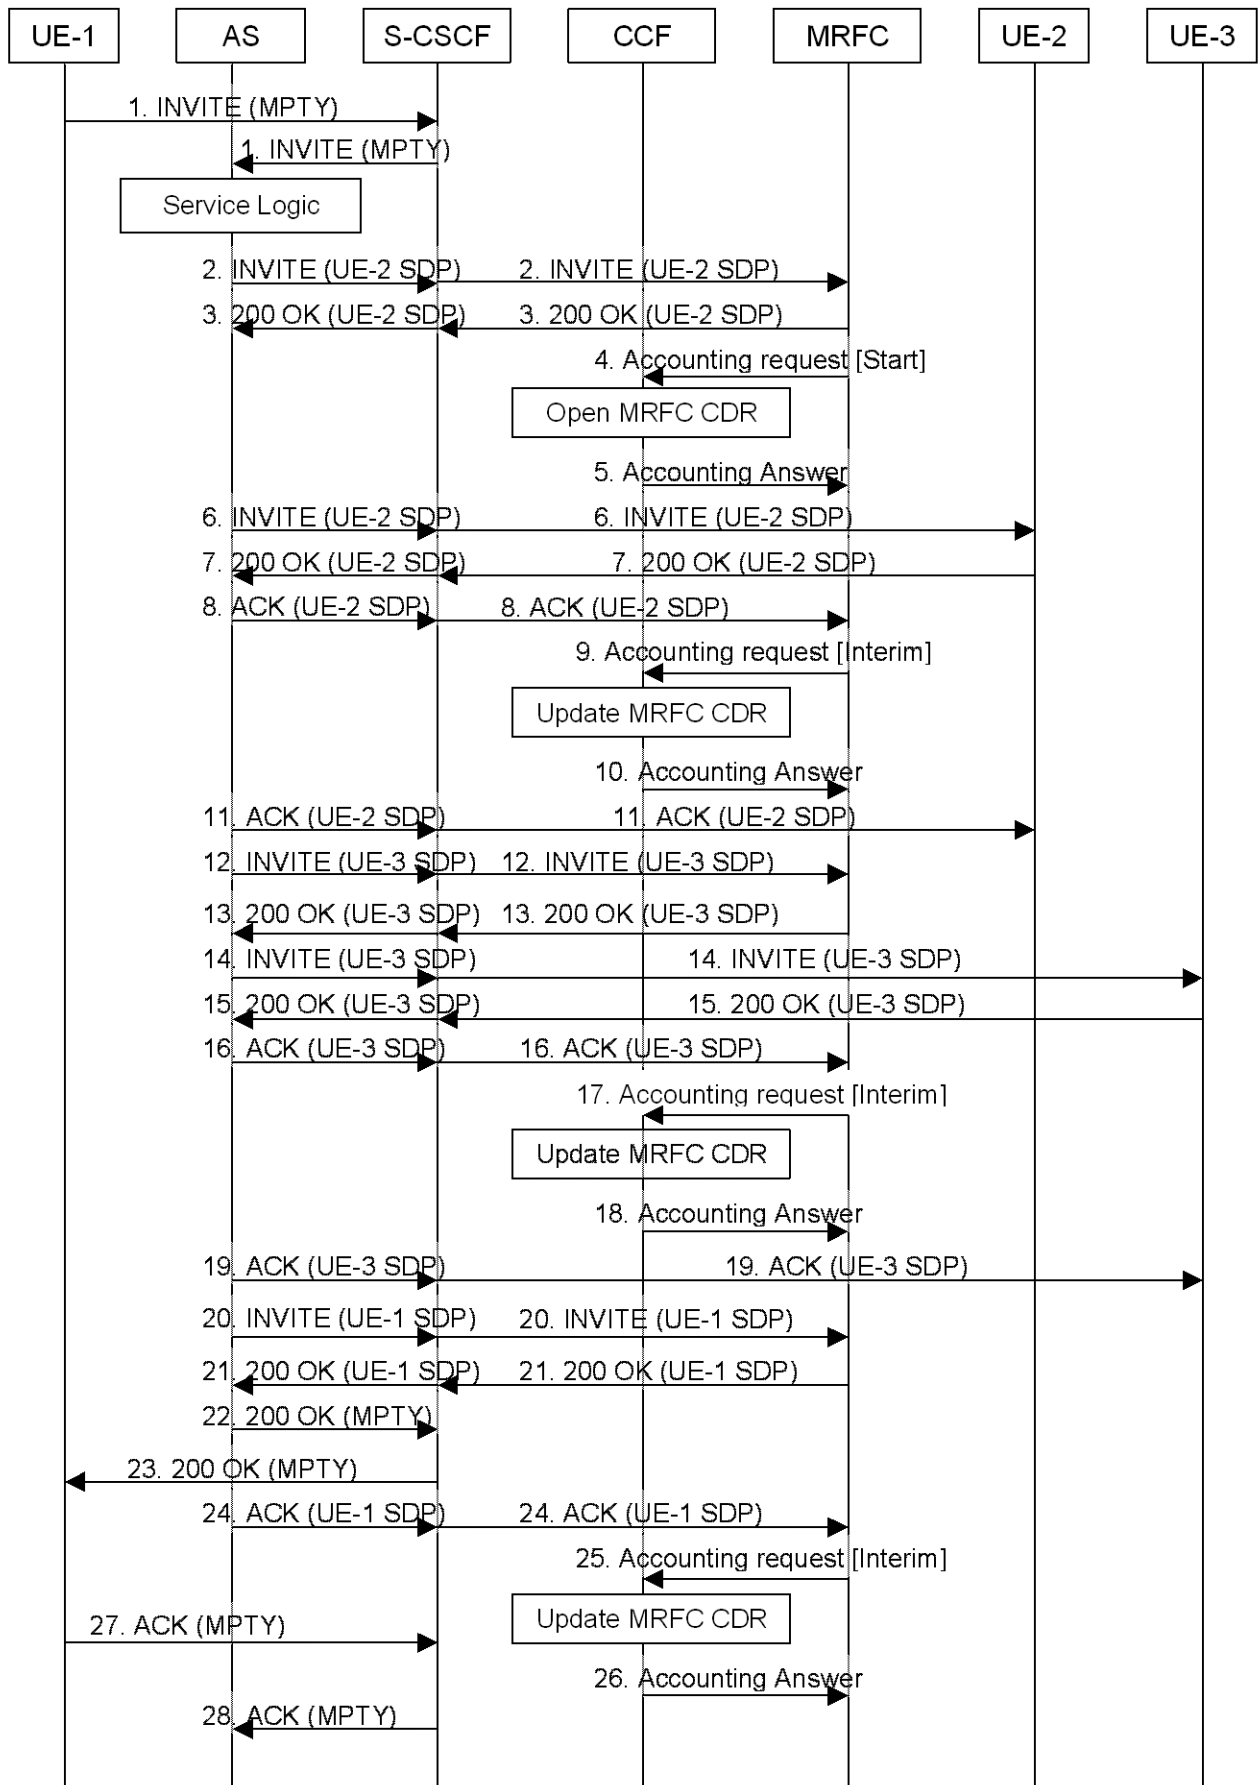 UE-1 AS S-CSCF CCF MRFC UE-2 UE-3
1. INVITE (MPTY)
1. INVITE (MPTY)
Service Logic
2. INVITE (UE-2 SDP) 2. INVITE (UE-2 SDP)
3. 200 OK (UE-2 SDP) 3. 200 OK (UE-2 SDP)
4. Accounting request [Start]
Open MRFC CDR
5. Accounting Answer
6. INVITE (UE-2 SDP) 6. INVITE (UE-2 SDP)
7. 200 OK (UE-2 SDP) 7. 200 OK (UE-2 SDP)
8. ACK (UE-2 SDP) 8. ACK (UE-2 SDP)
9. Accounting request [Interim]
Update MRFC CDR
10. Accounting Answer
11. ACK (UE-2 SDP) 11. ACK (UE-2 SDP)
12. INVITE (UE-3 SDP) 12. INVITE (UE-3 SDP)
13. 200 OK (UE-3 SDP) 13. 200 OK (UE-3 SDP)
14. INVITE (UE-3 SDP) 14. INVITE (UE-3 SDP)
15. 200 OK (UE-3 SDP) 15. 200 OK (UE-3 SDP)
16. ACK (UE-3 SDP) 16. ACK (UE-3 SDP)
17. Accounting request [Interim]
Update MRFC CDR
18. Accounting Answer
19. ACK (UE-3 SDP) 19. ACK (UE-3 SDP)
20. INVITE (UE-1 SDP) 20. INVITE (UE-1 SDP)
21. 200 OK (UE-1 SDP) 21. 200 OK (UE-1 SDP)
22. 200 OK (MPTY)
23. 200 OK (MPTY)
24. ACK (UE-1 SDP) 24. ACK (UE-1 SDP)
25. Accounting request [Interim]
27. ACK (MPTY) Update MRFC CDR
26. Accounting Answer
28. ACK (MPTY)